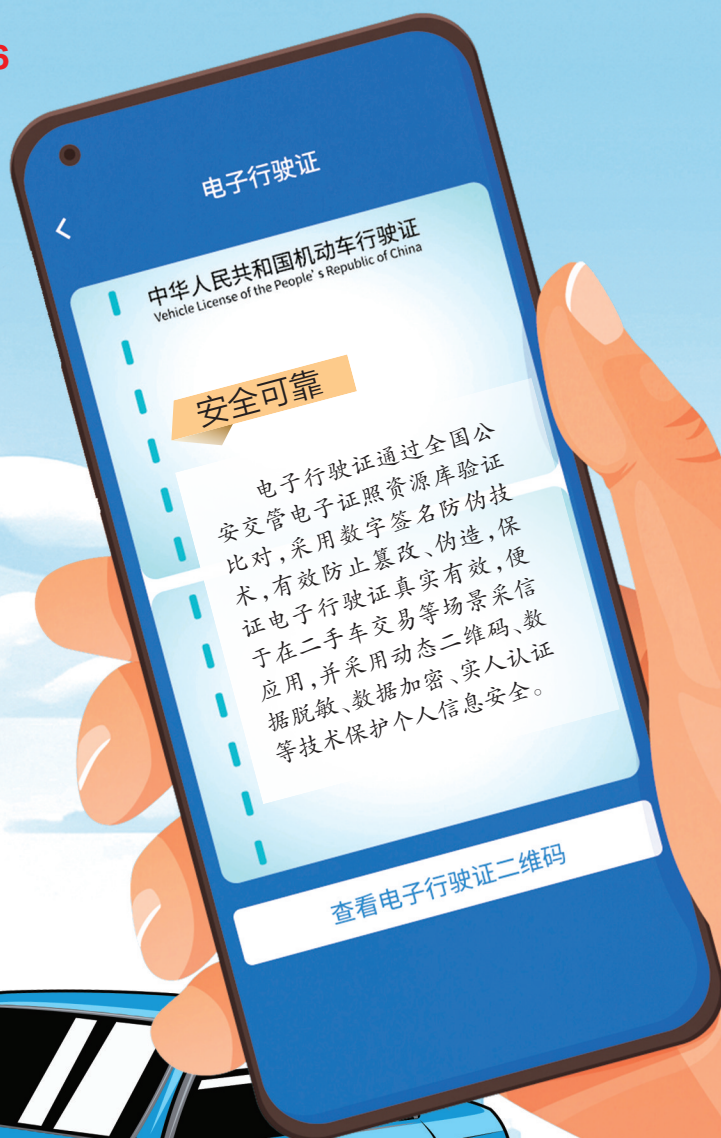 电子行驶证
中华人民共和国机动车行驶证
Vehicle License of the People's Republic of China
安全可靠
电子行驶证通过全国公
安交管电子证照资源库验证
比对,采用数字签名防伪技
术,有效防止篡改、伪造,保
证电子行驶证真实有效,便
于在二手车交易等场景采信
应用,并采用动态二维码、数
据脱敏、数据加密、实人认证
等技术保护个人信息安全。
查看电子行驶证二维码